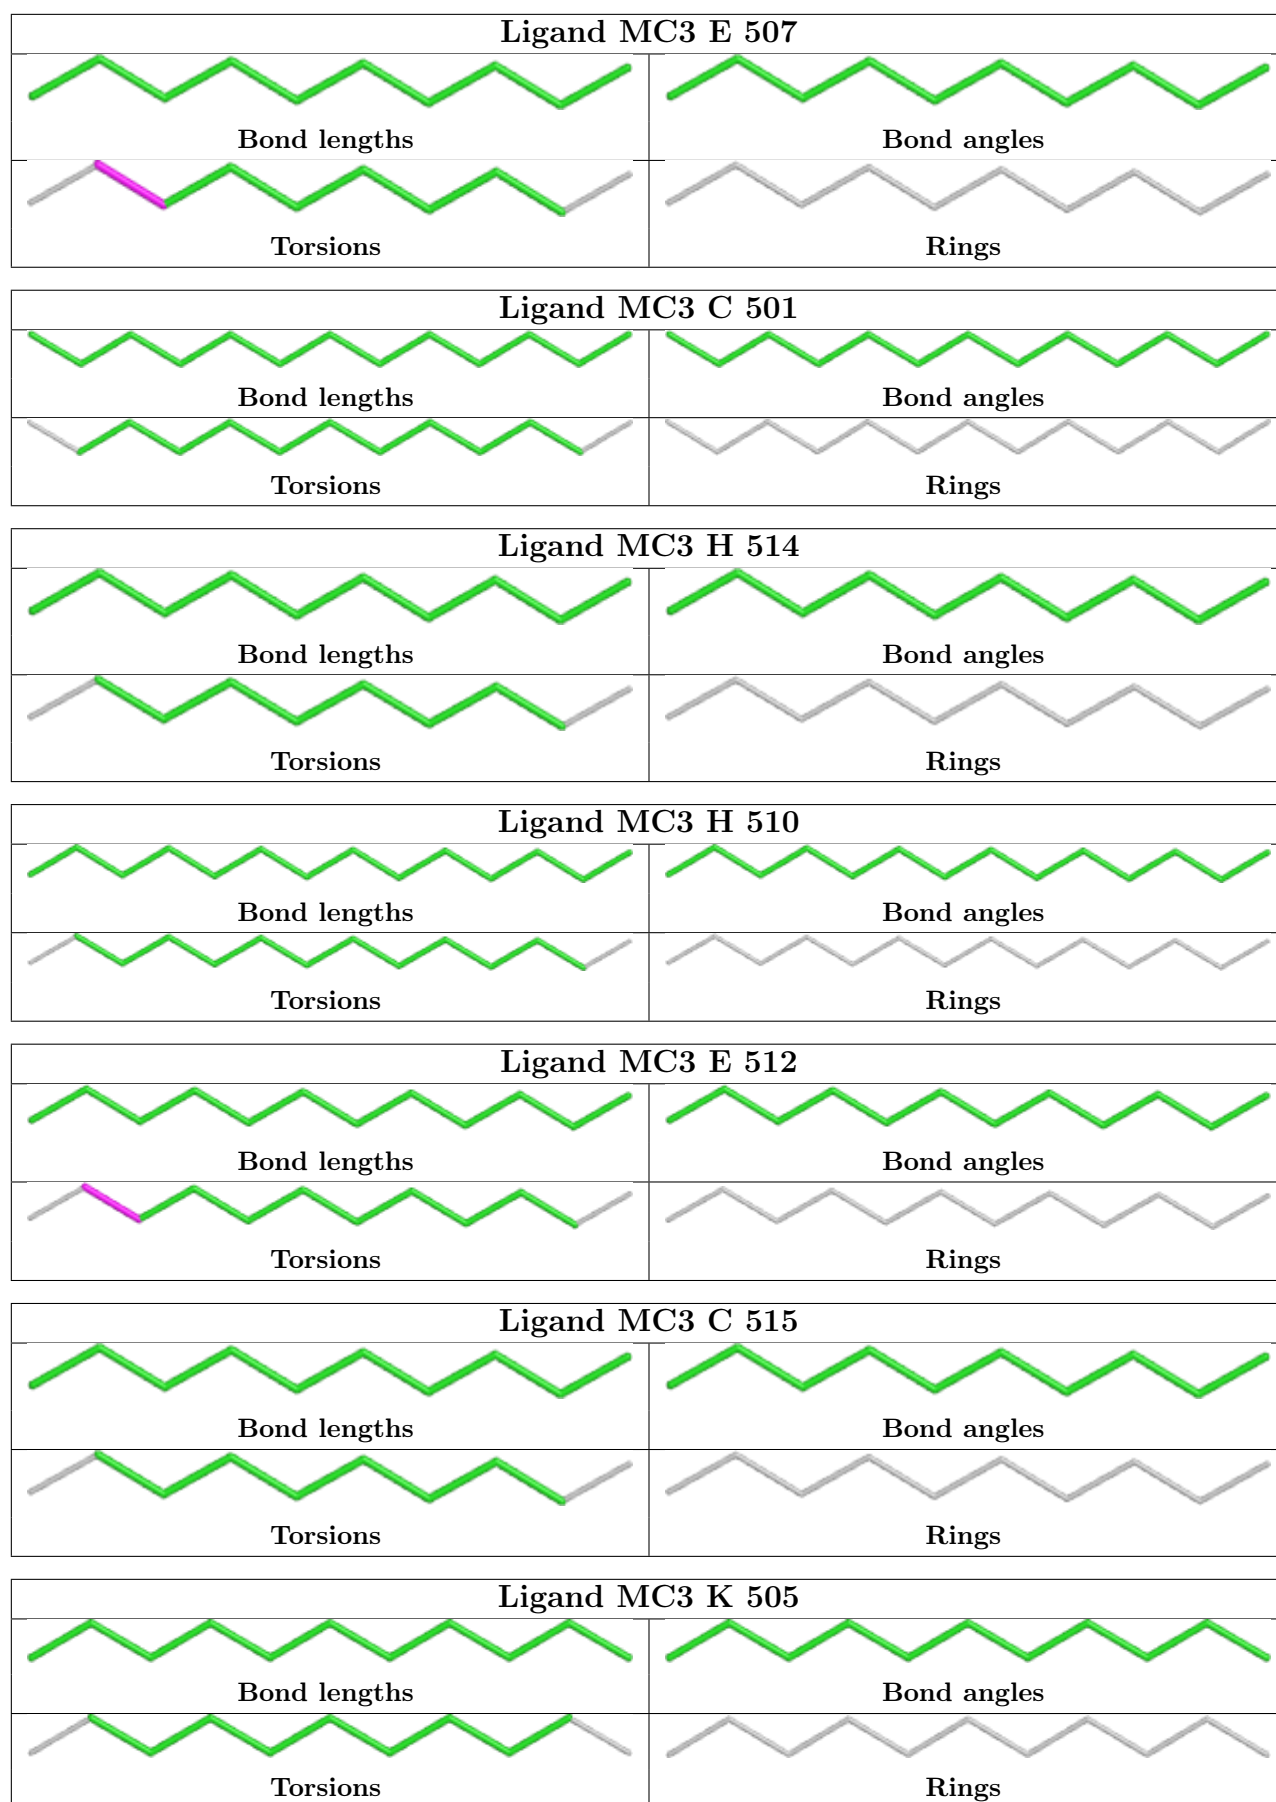 Ligand MC3 E 507
Bond lengths Bond angles
Torsions Rings
Ligand MC3 C 501
Bond lengths Bond angles
Torsions Rings
Ligand MC3 H 514
Bond lengths Bond angles
Torsions Rings
Ligand MC3 H 510
Bond lengths Bond angles
Torsions Rings
Ligand MC3 E 512
Bond lengths Bond angles
Torsions Rings
Ligand MC3 C 515
Bond lengths Bond angles
Torsions Rings
Ligand MC3 K 505
Bond lengths Bond angles
Torsions Rings